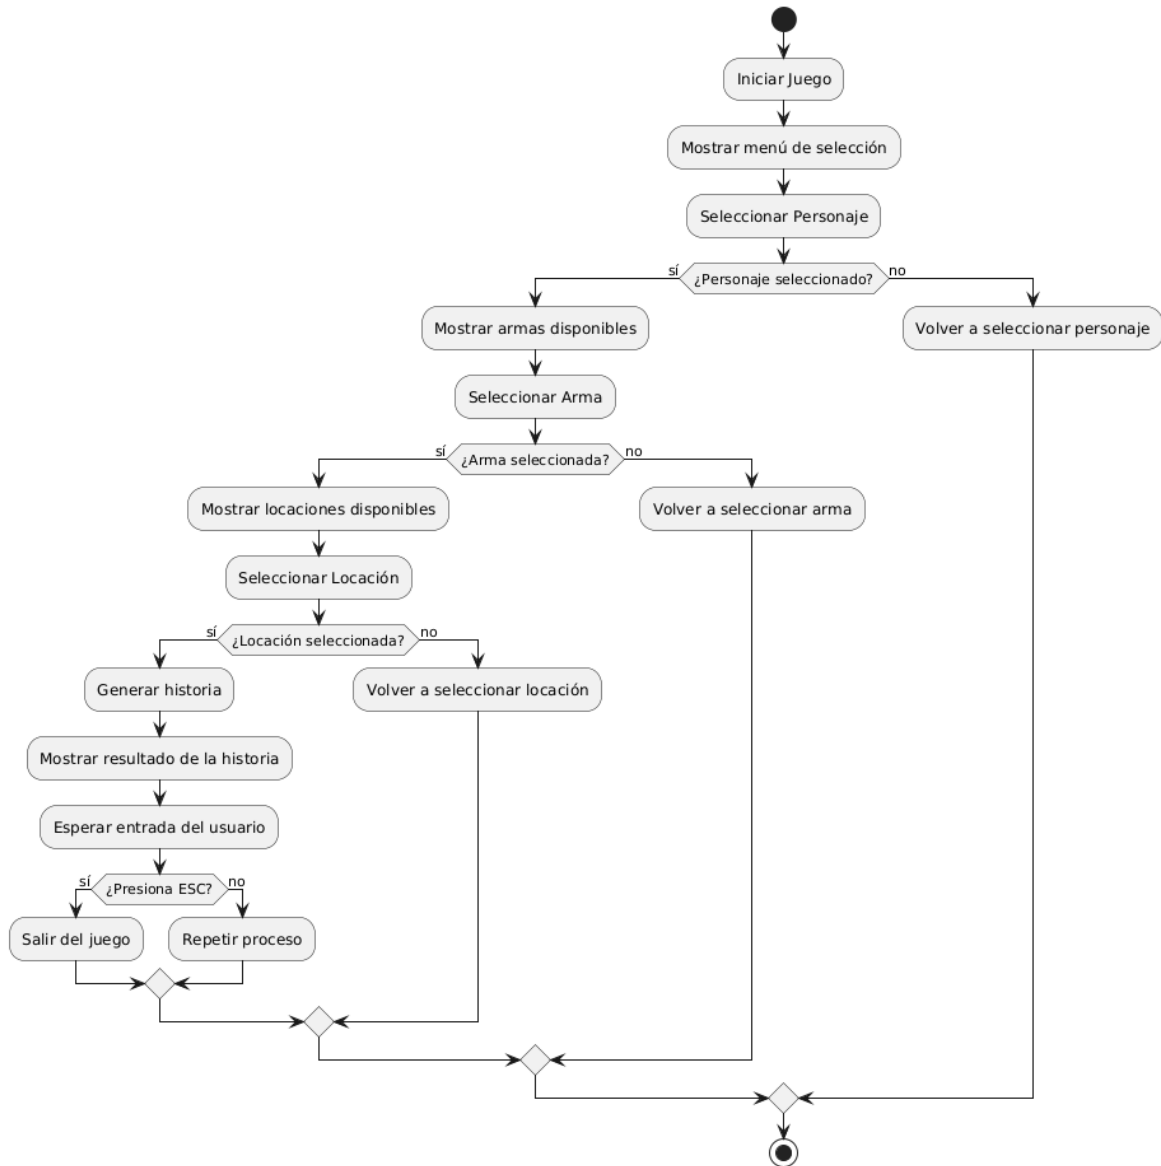 Iniciar Juego
Mostrar menú de selección
Seleccionar Personaje
sí
¿Personaje seleccionado?
no
Mostrar armas disponibles
Volver a seleccionar personaje
Seleccionar Arma
sí
¿Arma seleccionada?
no
Mostrar locaciones disponibles
Volver a seleccionar arma
Seleccionar Locación
sí
¿Locación seleccionada?
no
Generar historia
Volver a seleccionar locación
Mostrar resultado de la historia
Esperar entrada del usuario
sí
¿Presiona ESC?
no
Salir del juego
Repetir proceso